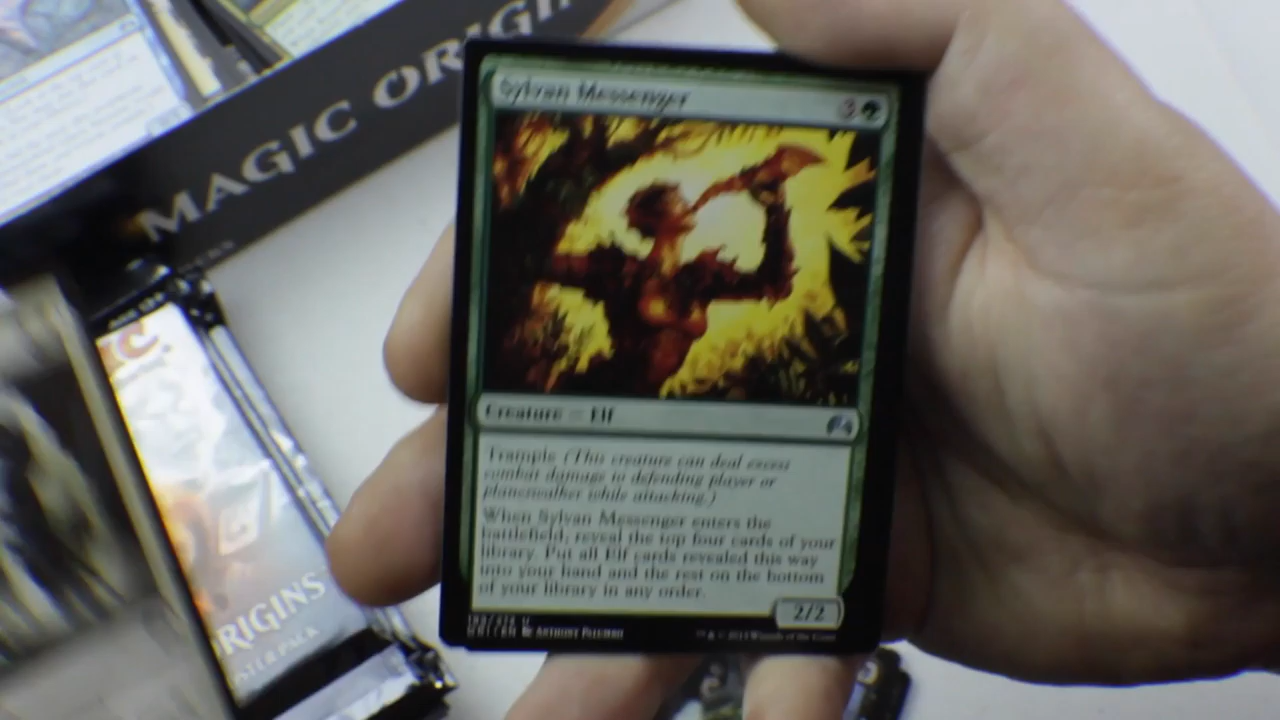 MAGIC ORIGIN
Sylvan Messenger
3
Creature — Elf
Trample (This creature can deal excess
combat damage to defending player or
planeswalker while attacking.)
When Sylvan Messenger enters the
battlefield, reveal the top four cards of your
library. Put all Elf cards revealed this way
into your hand and the rest on the bottom
of your library in any order.
2/2
ORIGINS